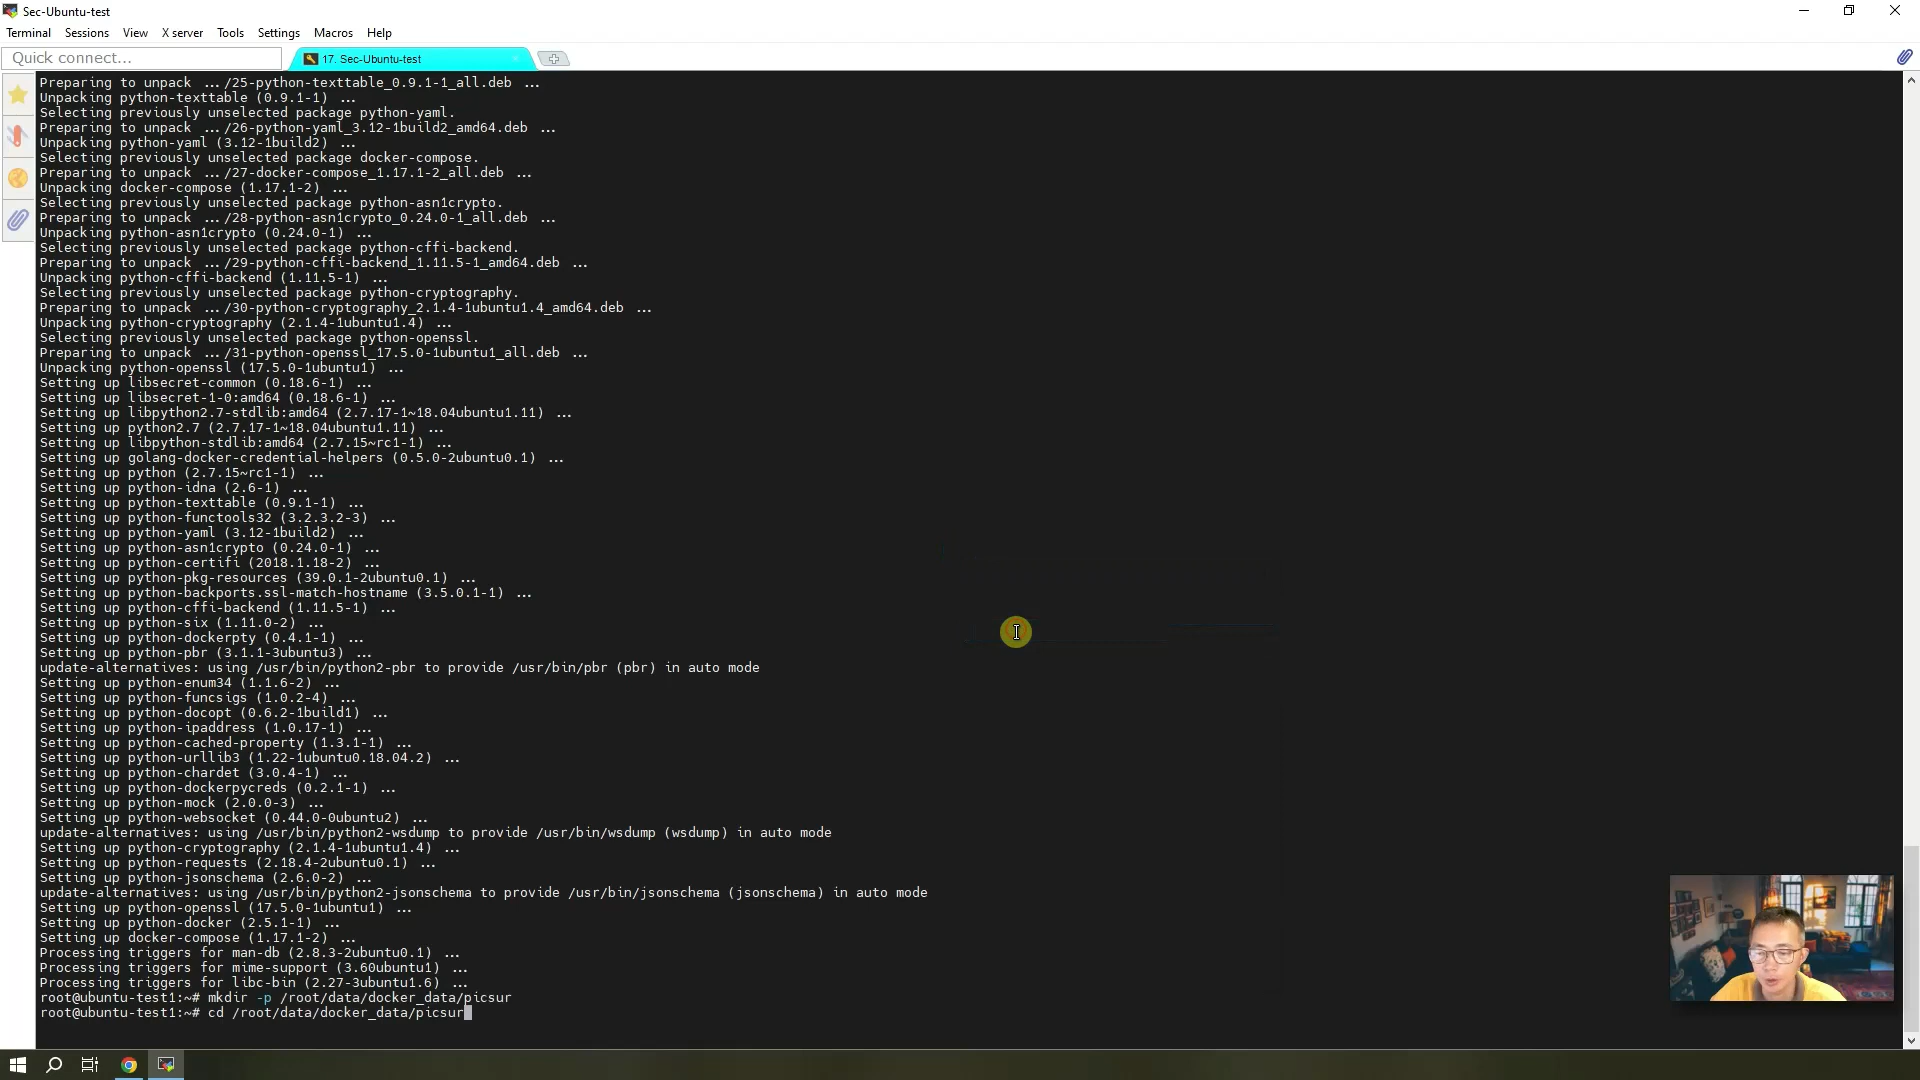 Sec-Ubuntu-test
Terminal Sessions View X server Tools Settings Macros Help
Quick connect...
17. Sec-Ubuntu-test
Preparing to unpack .../25-python-texttable_0.9.1-1_all.deb ...
Unpacking python-texttable (0.9.1-1) ...
Selecting previously unselected package python-yaml.
Preparing to unpack .../26-python-yaml_3.12-1build2_amd64.deb ...
Unpacking python-yaml (3.12-1build2) ...
Selecting previously unselected package docker-compose.
Preparing to unpack .../27-docker-compose_1.17.1-2_all.deb ...
Unpacking docker-compose (1.17.1-2) ...
Selecting previously unselected package python-asn1crypto.
Preparing to unpack .../28-python-asn1crypto_0.24.0-1_all.deb ...
Unpacking python-asn1crypto (0.24.0-1) ...
Selecting previously unselected package python-cffi-backend.
Preparing to unpack .../29-python-cffi-backend_1.11.5-1_amd64.deb ...
Unpacking python-cffi-backend (1.11.5-1) ...
Selecting previously unselected package python-cryptography.
Preparing to unpack .../30-python-cryptography_2.1.4-1ubuntu1.4_amd64.deb ...
Unpacking python-cryptography (2.1.4-1ubuntu1.4) ...
Selecting previously unselected package python-openssl.
Preparing to unpack .../31-python-openssl_17.5.0-1ubuntu1_all.deb ...
Unpacking python-openssl (17.5.0-1ubuntu1) ...
Setting up libsecret-common (0.18.6-1) ...
Setting up libsecret-1-0:amd64 (0.18.6-1) ...
Setting up libpython2.7-stdlib:amd64 (2.7.17-1~18.04ubuntu1.11) ...
Setting up python2.7 (2.7.17-1~18.04ubuntu1.11) ...
Setting up libpython-stdlib:amd64 (2.7.15~rc1-1) ...
Setting up golang-docker-credential-helpers (0.5.0-2ubuntu0.1) ...
Setting up python (2.7.15~rc1-1) ...
Setting up python-idna (2.6-1) ...
Setting up python-texttable (0.9.1-1) ...
Setting up python-functools32 (3.2.3.2-3) ...
Setting up python-yaml (3.12-1build2) ...
Setting up python-asn1crypto (0.24.0-1) ...
Setting up python-certifi (2018.1.18-2) ...
Setting up python-pkg-resources (39.0.1-2ubuntu0.1) ...
Setting up python-backports.ssl-match-hostname (3.5.0.1-1) ...
Setting up python-cffi-backend (1.11.5-1) ...
Setting up python-six (1.11.0-2) ...
Setting up python-dockerpty (0.4.1-1) ...
Setting up python-pbr (3.1.1-3ubuntu3) ...
update-alternatives: using /usr/bin/python2-pbr to provide /usr/bin/pbr (pbr) in auto mode
Setting up python-enum34 (1.1.6-2) ...
Setting up python-funcsigs (1.0.2-4) ...
Setting up python-docopt (0.6.2-1build1) ...
Setting up python-ipaddress (1.0.17-1) ...
Setting up python-cached-property (1.3.1-1) ...
Setting up python-urllib3 (1.22-1ubuntu0.18.04.2) ...
Setting up python-chardet (3.0.4-1) ...
Setting up python-dockerpycreds (0.2.1-1) ...
Setting up python-mock (2.0.0-3) ...
Setting up python-websocket (0.44.0-0ubuntu2) ...
update-alternatives: using /usr/bin/python2-wsdump to provide /usr/bin/wsdump (wsdump) in auto mode
Setting up python-cryptography (2.1.4-1ubuntu1.4) ...
Setting up python-requests (2.18.4-2ubuntu0.1) ...
Setting up python-jsonschema (2.6.0-2) ...
update-alternatives: using /usr/bin/python2-jsonschema to provide /usr/bin/jsonschema (jsonschema) in auto mode
Setting up python-openssl (17.5.0-1ubuntu1) ...
Setting up python-docker (2.5.1-1) ...
Setting up docker-compose (1.17.1-2) ...
Processing triggers for man-db (2.8.3-2ubuntu0.1) ...
Processing triggers for mime-support (3.60ubuntu1) ...
Processing triggers for libc-bin (2.27-3ubuntu1.6) ...
root@ubuntu-test1:~# mkdir -p /root/data/docker_data/picsur
root@ubuntu-test1:~# cd /root/data/docker_data/picsur